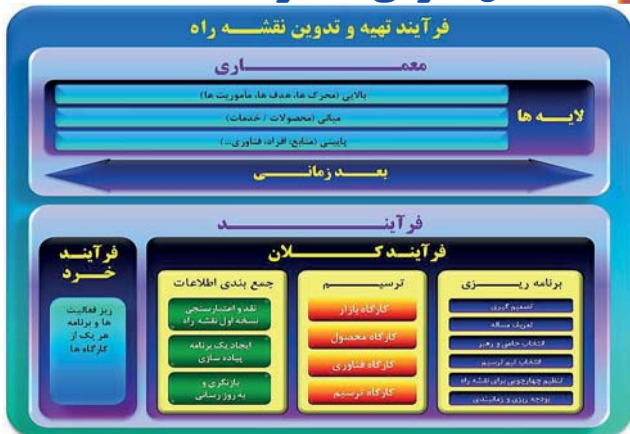 فرآیند تهیه و تدوین نقشه راه
معماری
لایه ها
بالایی (محرک ها، هدف ها، مأموریت ها)
میانی (محصولات / خدمات)
پایینی (منابع: افراد، فناوری...)
بعد زمانی
فرآیند
فرآیند کلان
برنامه ریزی
تصمیم گیری
تعریف مساله
انتخاب حامی و رهبر
انتخاب تیم ترسیم
تنظیم چهارچوبی برای نقشه راه
بودجه ریزی و زمانبندی
ترسیم
کارگاه بازار
کارگاه محصول
کارگاه فناوری
کارگاه ترسیم
جمع بندی اطلاعات
نقد و اعتبارسنجی
نسخه اول نقشه راه
ایجاد یک برنامه
پیاده سازی
بازنگری و
به روز رسانی
فرآیند
خرد
ریز فعالیت
ها و برنامه
هر یک از
کارگاه ها